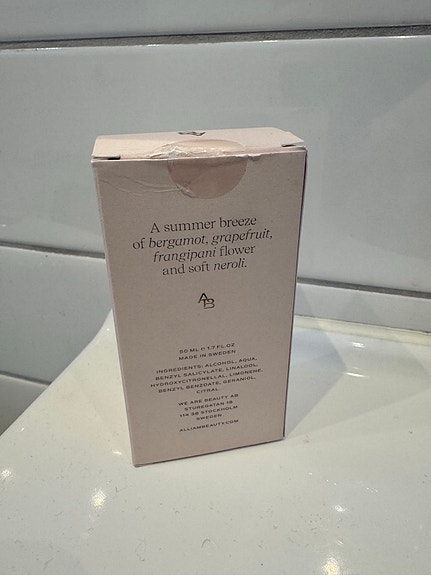 A summer breeze
of bergamot, grapefruit,
frangipani flower
and soft neroli.
AB
50 ML ℮ 1.7 FL.OZ.
MADE IN SWEDEN
INGREDIENTS: ALCOHOL, AQUA,
BENZYL SALICYLATE, LINALOOL,
HYDROXYCITRONELLAL, LIMONENE,
BENZYL BENZOATE, GERANIOL,
CITRAL.
WE ARE BEAUTY AB
STUREGATAN 16
114 36 STOCKHOLM
SWEDEN
ALLIAMBEAUTY.COM